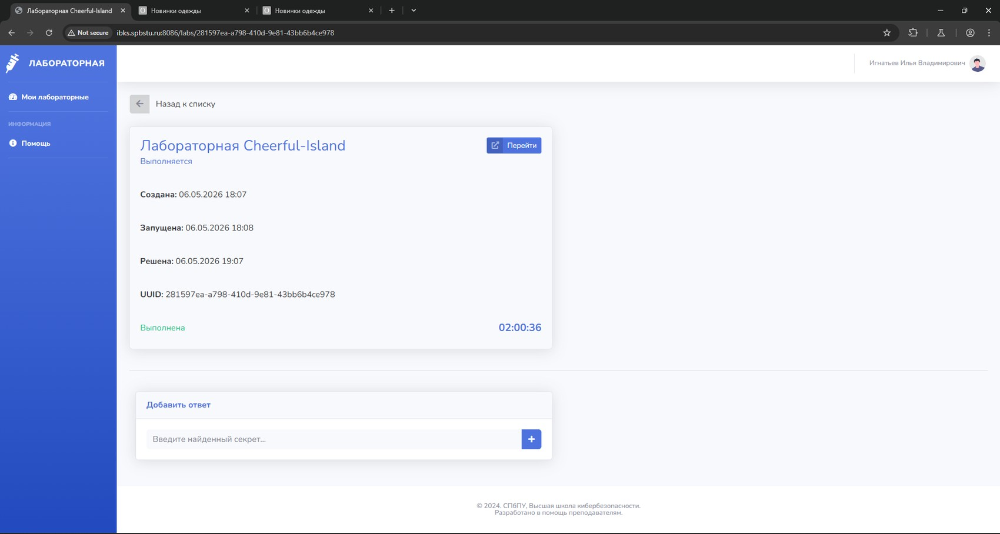 Лабораторная Cheerful-Island
Новинки одежды
Новинки одежды
Not secure
ibks.spbstu.ru:8086/labs/281597ea-a798-410d-9e81-43bb6b4ce978
ЛАБОРАТОРНАЯ
Игнатьев Илья Владимирович
Мои лабораторные
ИНФОРМАЦИЯ
Помощь
Назад к списку
Лабораторная Cheerful-Island
Перейти
Выполняется
Создана: 06.05.2026 18:07
Запущена: 06.05.2026 18:08
Решена: 06.05.2026 19:07
UUID: 281597ea-a798-410d-9e81-43bb6b4ce978
Выполнена
02:00:36
Добавить ответ
Введите найденный секрет...
© 2024. СПбПУ, Высшая школа кибербезопасности.
Разработано в помощь преподавателям.